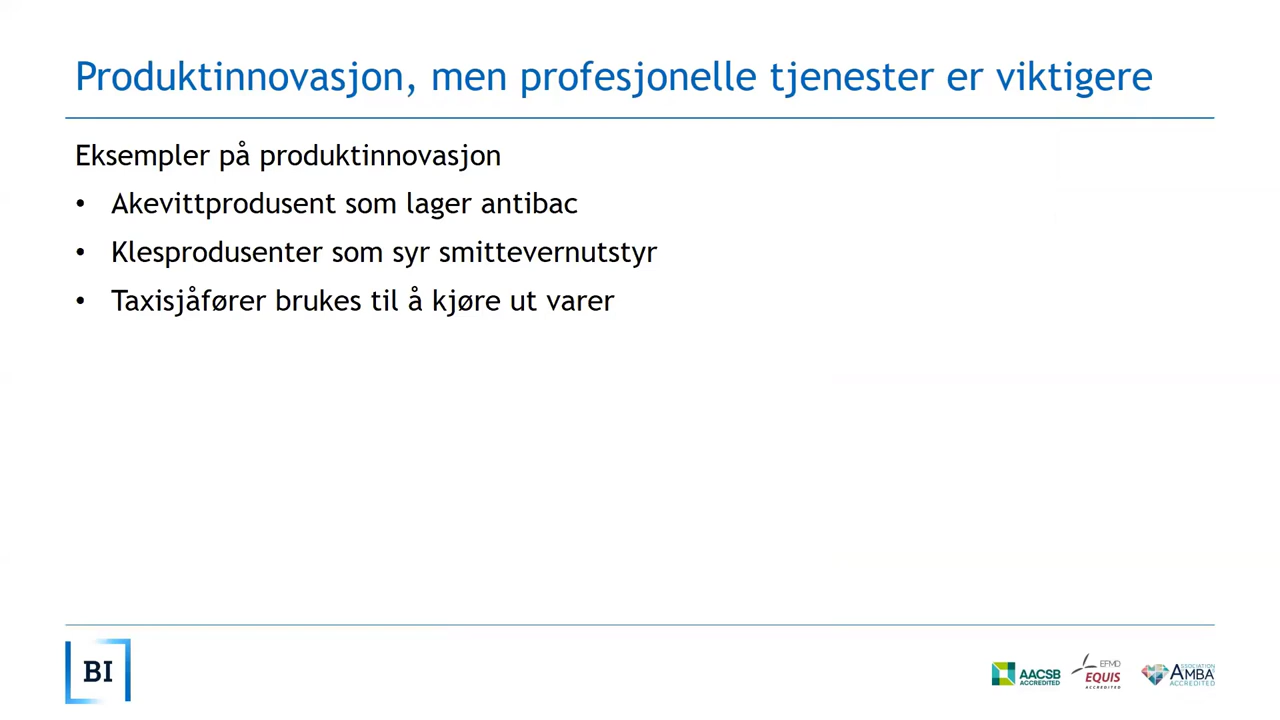 Produktinnovasjon, men profesjonelle tjenester er viktigere
Eksempler på produktinnovasjon
• Akevittprodusent som lager antibac
• Klesprodusenter som syr smittevernutstyr
• Taxisjåfører brukes til å kjøre ut varer
BI
AACSB
ACCREDITED
EFMD
EQUIS
ACCREDITED
ASSOCIATION
AMBA
ACCREDITED